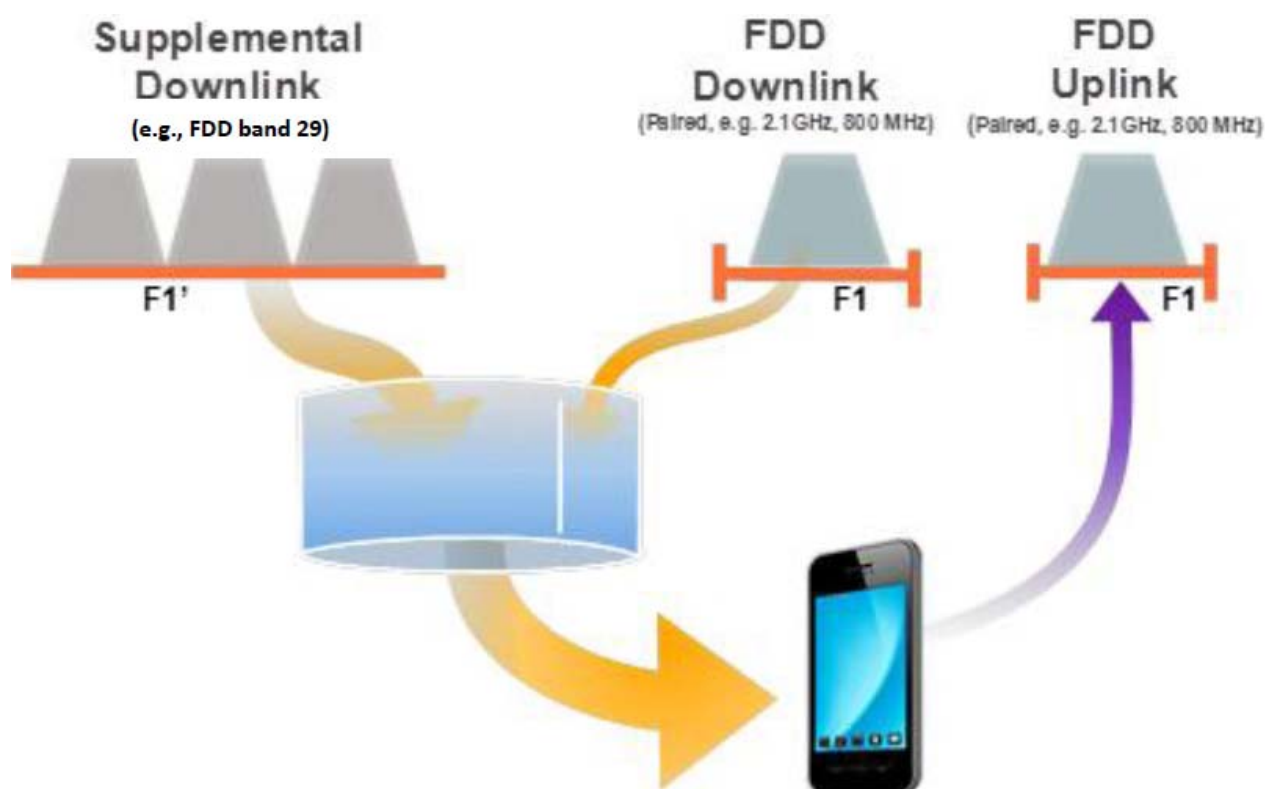 Supplemental
Downlink
(e.g., FDD band 29)
FDD
Downlink
(Paired, e.g. 2.1GHz, 800 MHz)
FDD
Uplink
(Paired, e.g. 2.1GHz, 800 MHz)
F1'
F1
F1